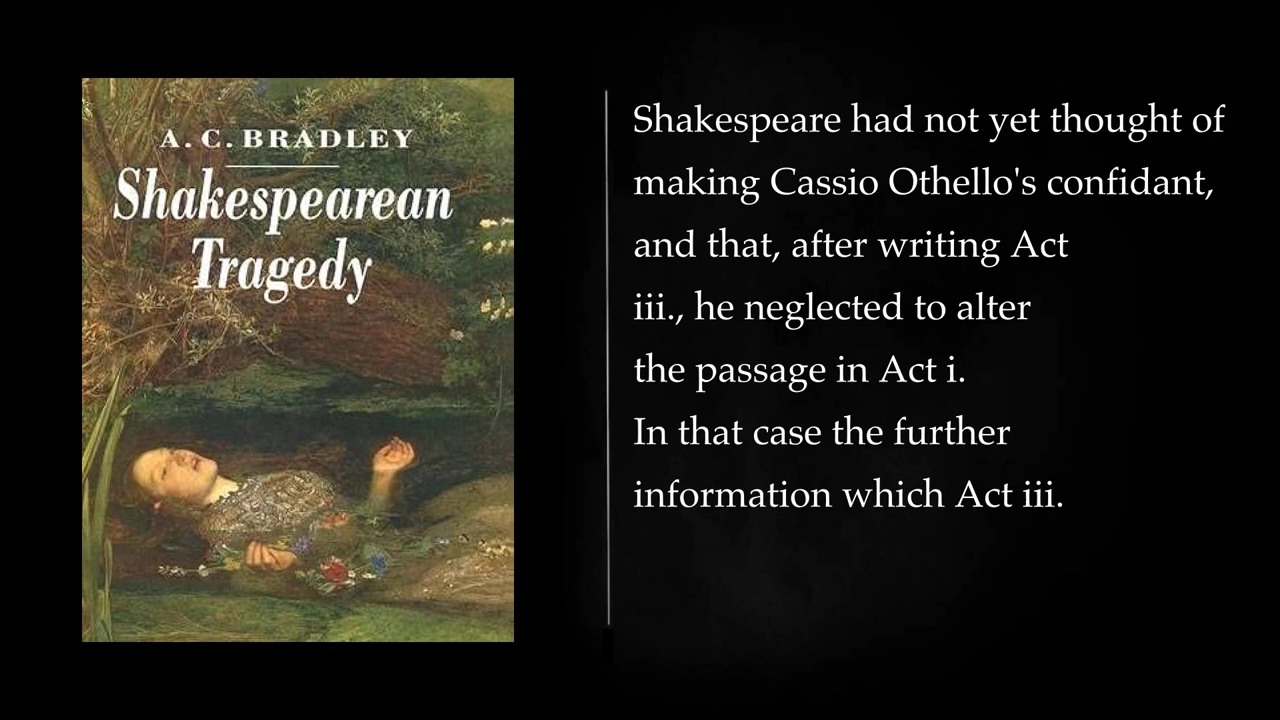 A. C. BRADLEY
Shakespearean
Tragedy
Shakespeare had not yet thought of
making Cassio Othello's confidant,
and that, after writing Act
iii., he neglected to alter
the passage in Act i.
In that case the further
information which Act iii.